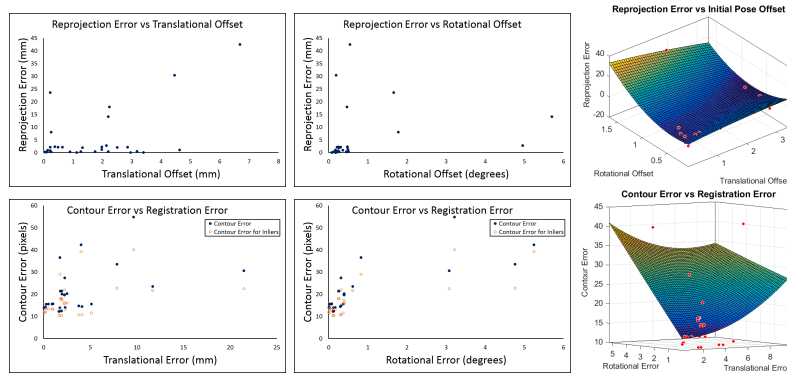 Reprojection Error vs Translational Offset
Reprojection Error (mm)
45
40
35
30
25
20
15
10
5
0
0 1 2 3 4 5 6 7 8
Translational Offset (mm)
Reprojection Error vs Rotational Offset
Reprojection Error (mm)
45
40
35
30
25
20
15
10
5
0
0 1 2 3 4 5 6
Rotational Offset (degrees)
Reprojection Error vs Initial Pose Offset
Reprojection Error
40
20
0
-20
1.5
1
0.5
Rotational Offset
1
2
3
Translational Offse
Contour Error vs Registration Error
Contour Error
Contour Error for Inliers
Contour Error (pixels)
60
50
40
30
20
10
0
0 5 10 15 20 25
Translational Error (mm)
Contour Error vs Registration Error
Contour Error
Contour Error for Inliers
Contour Error (pixels)
60
50
40
30
20
10
0
0 1 2 3 4 5 6
Rotational Error (degrees)
Contour Error vs Registration Error
Contour Error
45
40
35
30
25
20
15
10
5 4 3 2 1
2 4 6 8
Rotational Error
Translational Erro